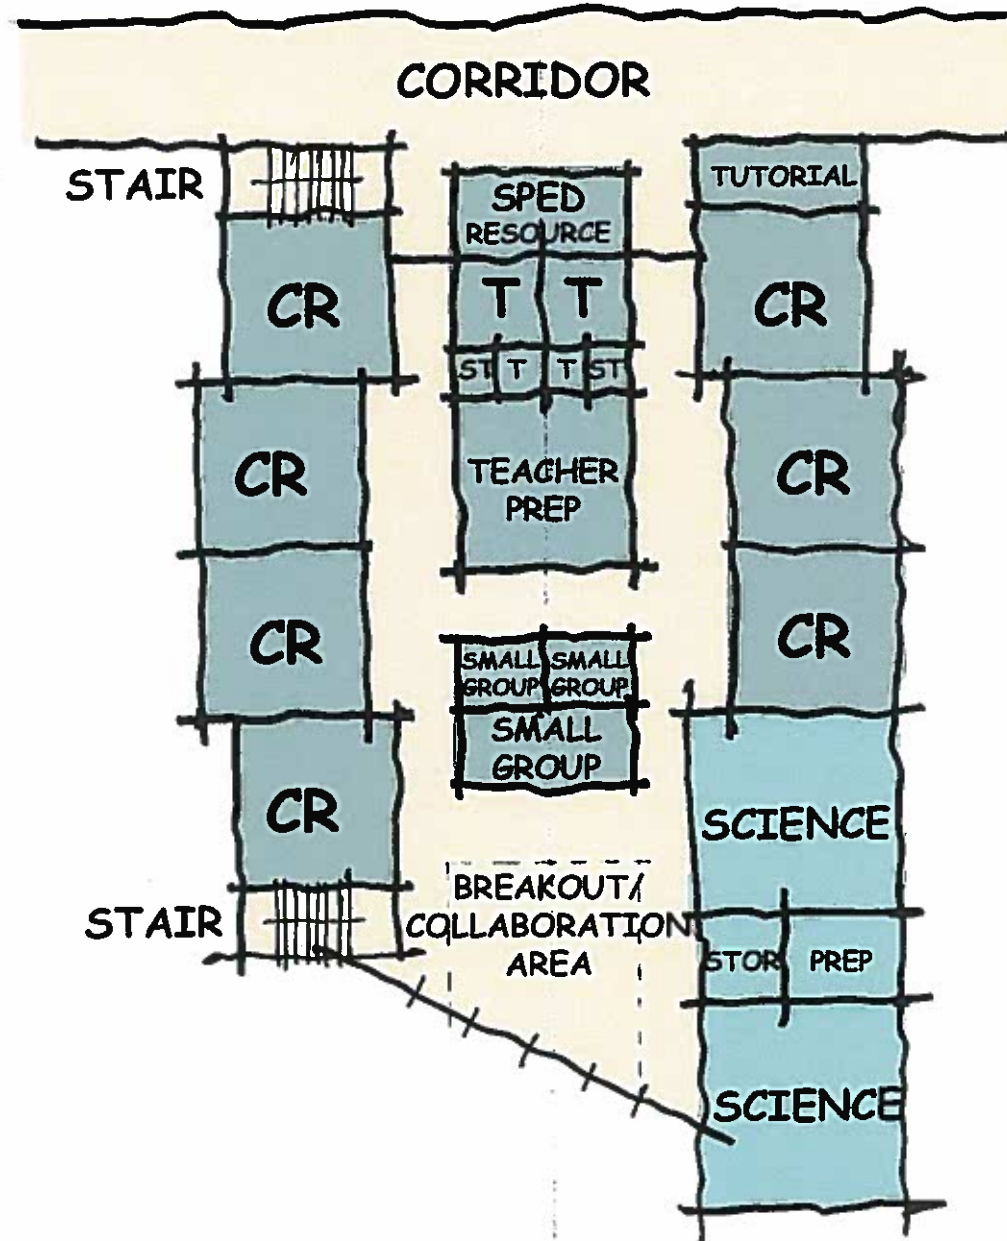 CORRIDOR
STAIR
TUTORIAL
SPED
RESOURCE
CR
T T
CR
ST T T ST
CR
TEACHER
PREP
CR
CR
SMALL SMALL
GROUP GROUP
CR
SMALL
GROUP
CR
SCIENCE
STAIR
BREAKOUT/
COLLABORATION
AREA
STOR PREP
SCIENCE